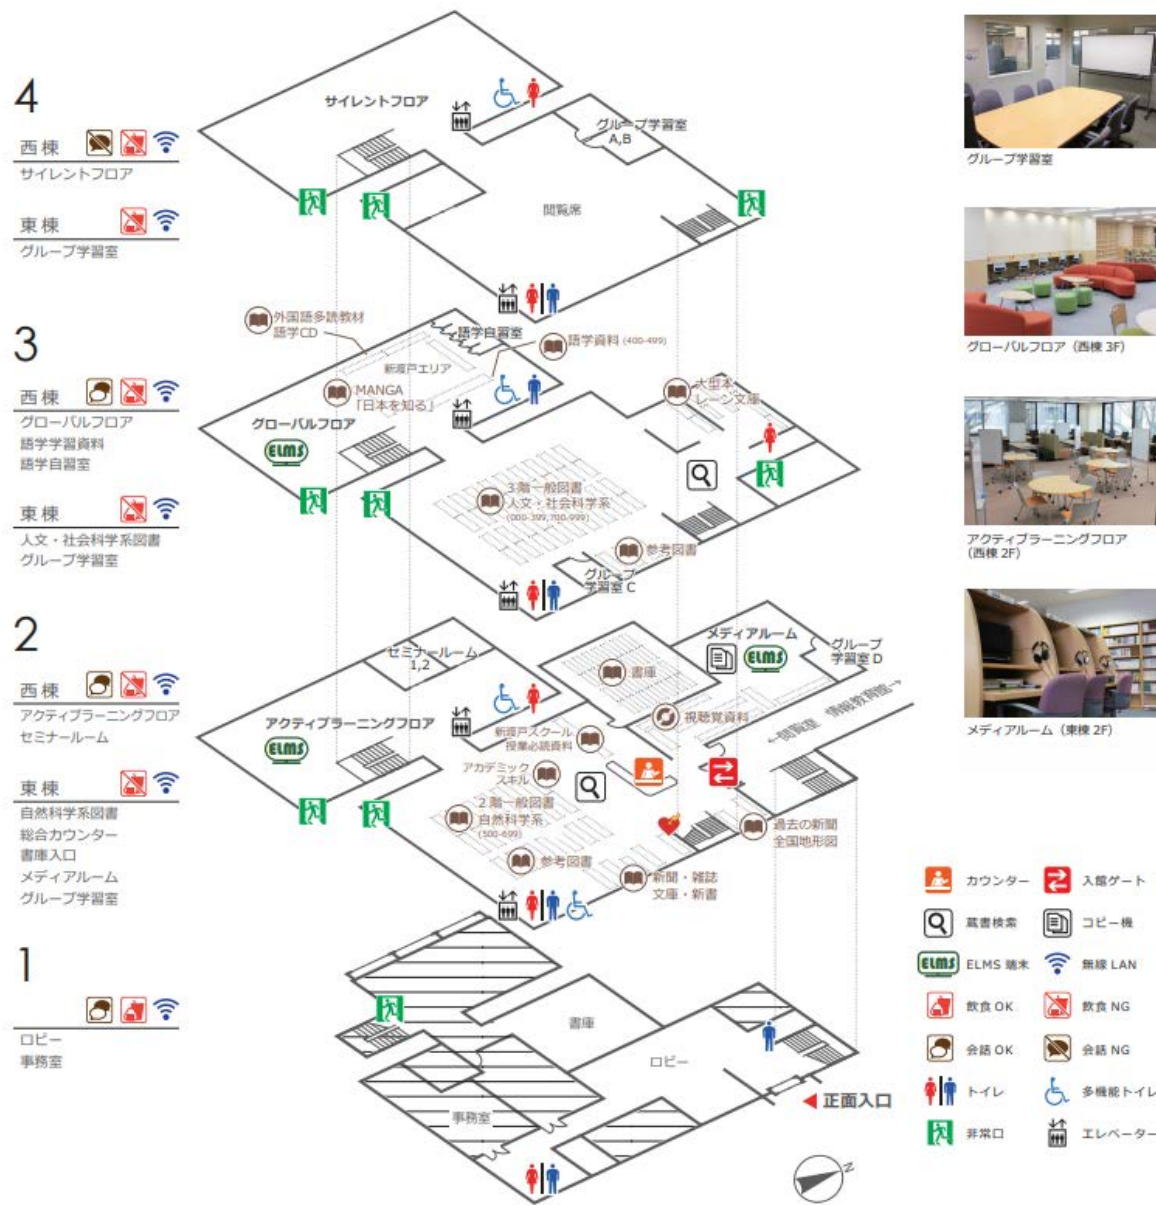 4
西棟
サイレントフロア
東棟
グループ学習室
サイレントフロア
グループ学習室
A,B
閲覧席
3
西棟
グローバルフロア
語学学習資料
語学自習室
東棟
人文・社会科学系図書
グループ学習室
外国語多読教材
語学CD
語学自習室
語学資料 (400-499)
新渡戸エリア
MANGA
「日本を知る」
大型本
レーン文庫
グローバルフロア
ELMS
3階一般図書
人文・社会科学系
(000-399,700-999)
参考図書
グループ
学習室 C
2
西棟
アクティブラーニングフロア
セミナールーム
東棟
自然科学系図書
総合カウンター
書庫入口
メディアルーム
グループ学習室
セミナールーム
1,2
メディアルーム
ELMS
グループ
学習室 D
書庫
アクティブラーニングフロア
ELMS
新渡戸スクール
授業必読資料
視聴覚資料
←閲覧室 情報教育館→
アカデミック
スキル
2階一般図書
自然科学系
(500-699)
過去の新聞
全国地形図
参考図書
新聞・雑誌
文庫・新書
1
ロビー
事務室
書庫
ロビー
事務室
正面入口
N
グループ学習室
グローバルフロア（西棟 3F）
アクティブラーニングフロア
（西棟 2F）
メディアルーム（東棟 2F）
カウンター
入館ゲート
蔵書検索
コピー機
ELMS
ELMS 端末
無線 LAN
飲食 OK
飲食 NG
会話 OK
会話 NG
トイレ
多機能トイレ
非常口
エレベーター